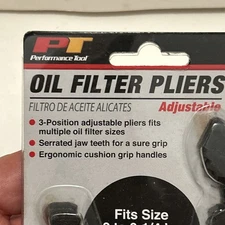 PT
Performance Tool
OIL FILTER PLIERS
FILTRO DE ACEITE ALICATES
Adjustable
• 3-Position adjustable pliers fits
multiple oil filter sizes
• Serrated jaw teeth for a sure grip
• Ergonomic cushion grip handles
Fits Size